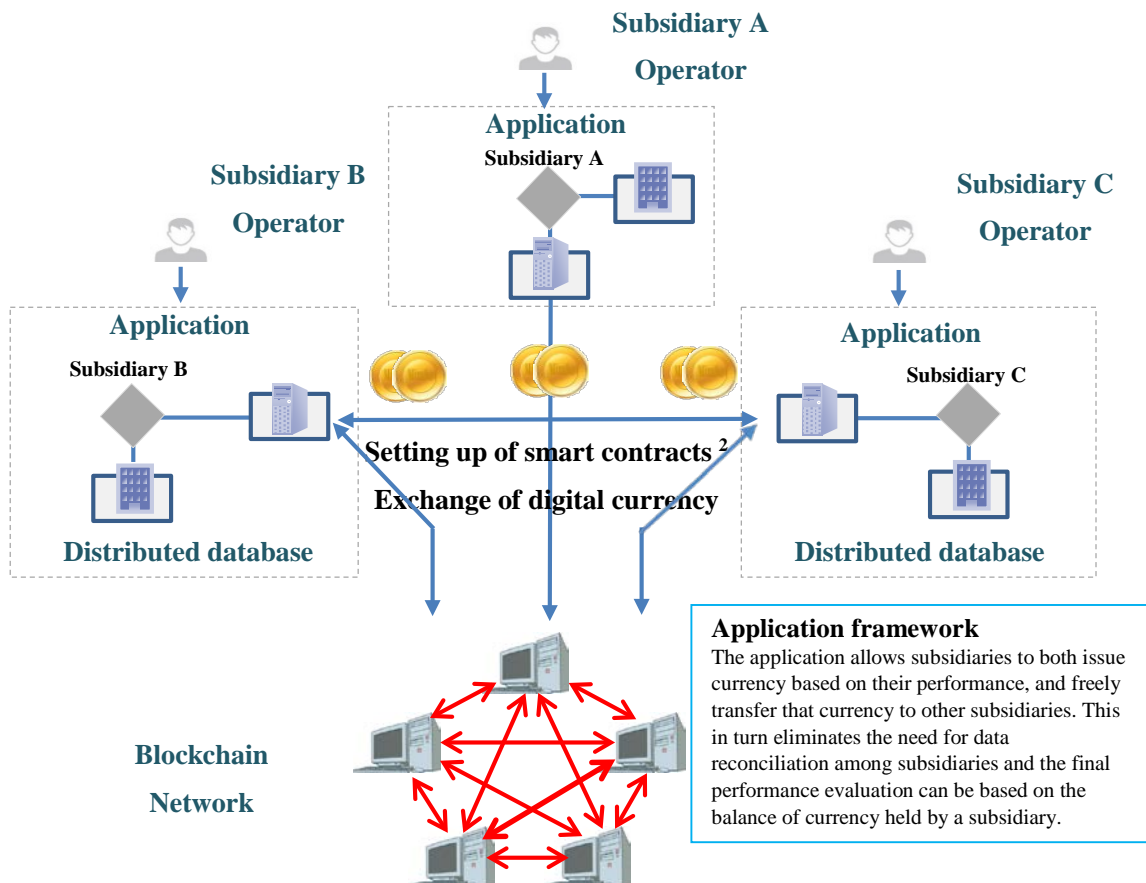 Subsidiary A
Operator
Application
Subsidiary A
Subsidiary B
Operator
Subsidiary C
Operator
Application
Subsidiary B
Distributed database
Application
Subsidiary C
Distributed database
Setting up of smart contracts ²
Exchange of digital currency
Blockchain
Network
Application framework
The application allows subsidiaries to both issue
currency based on their performance, and freely
transfer that currency to other subsidiaries. This
in turn eliminates the need for data
reconciliation among subsidiaries and the final
performance evaluation can be based on the
balance of currency held by a subsidiary.